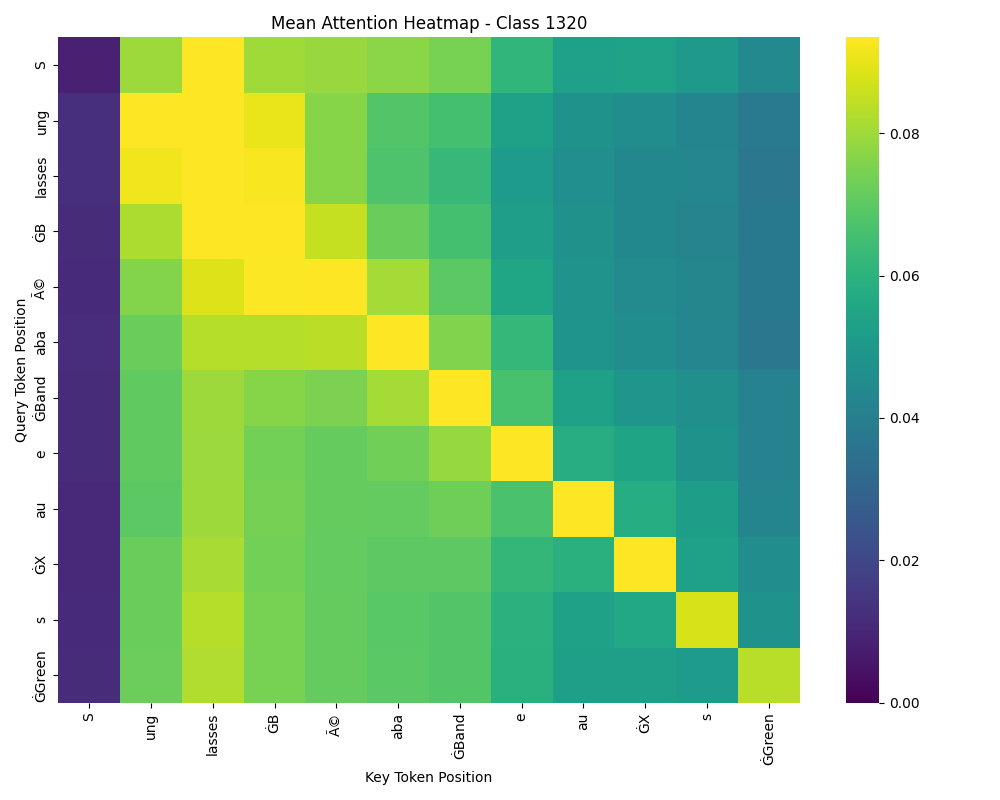 Mean Attention Heatmap - Class 1320
Query Token Position
S
ung
lasses
ĠB
Ã©
aba
ĠBand
e
au
ĠX
s
ĠGreen
S
ung
lasses
ĠB
Ã©
aba
ĠBand
e
au
ĠX
s
ĠGreen
Key Token Position
0.08
0.06
0.04
0.02
0.00